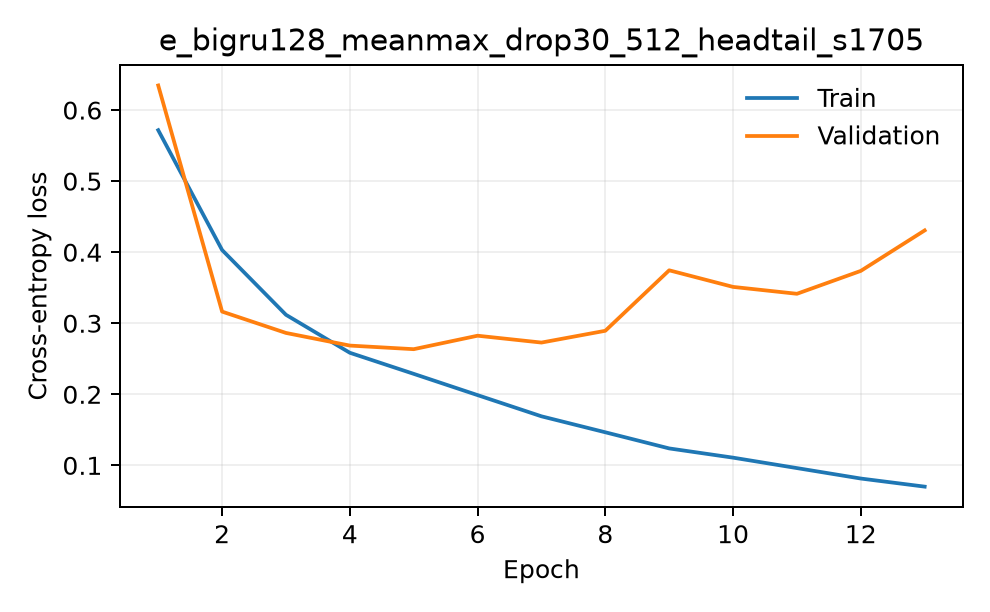 e_bigru128_meanmax_drop30_512_headtail_s1705
Train
Validation
0.6
0.5
0.4
0.3
0.2
0.1
Cross-entropy loss
2 4 6 8 10 12
Epoch